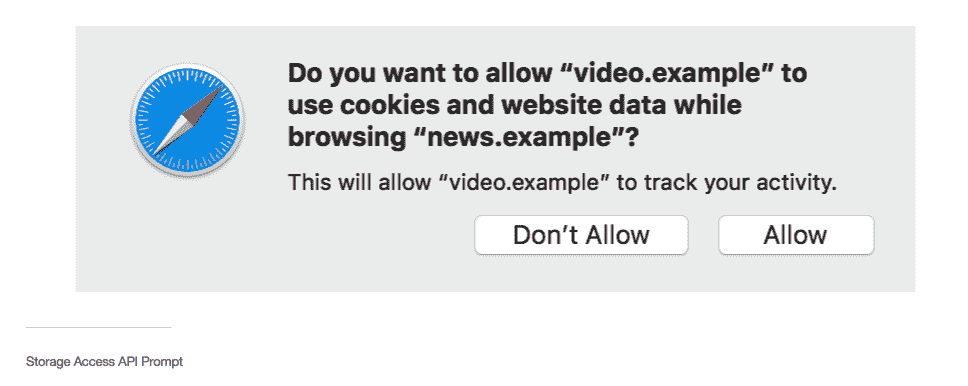 Do you want to allow “video.example” to
use cookies and website data while
browsing “news.example”?
This will allow “video.example” to track your activity.
Don’t Allow
Allow
Storage Access API Prompt